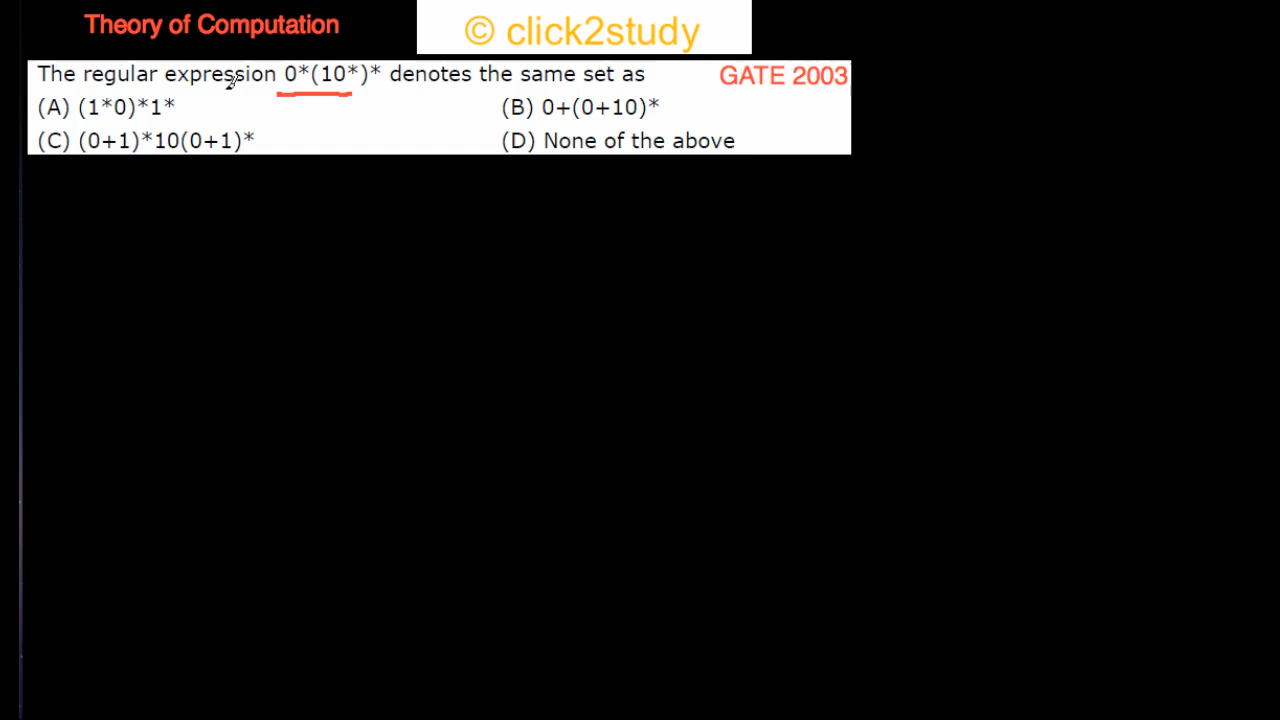 Theory of Computation
© click2study
The regular expression 0*(10*)* denotes the same set as
GATE 2003
(A) (1*0)*1*
(B) 0+(0+10)*
(C) (0+1)*10(0+1)*
(D) None of the above